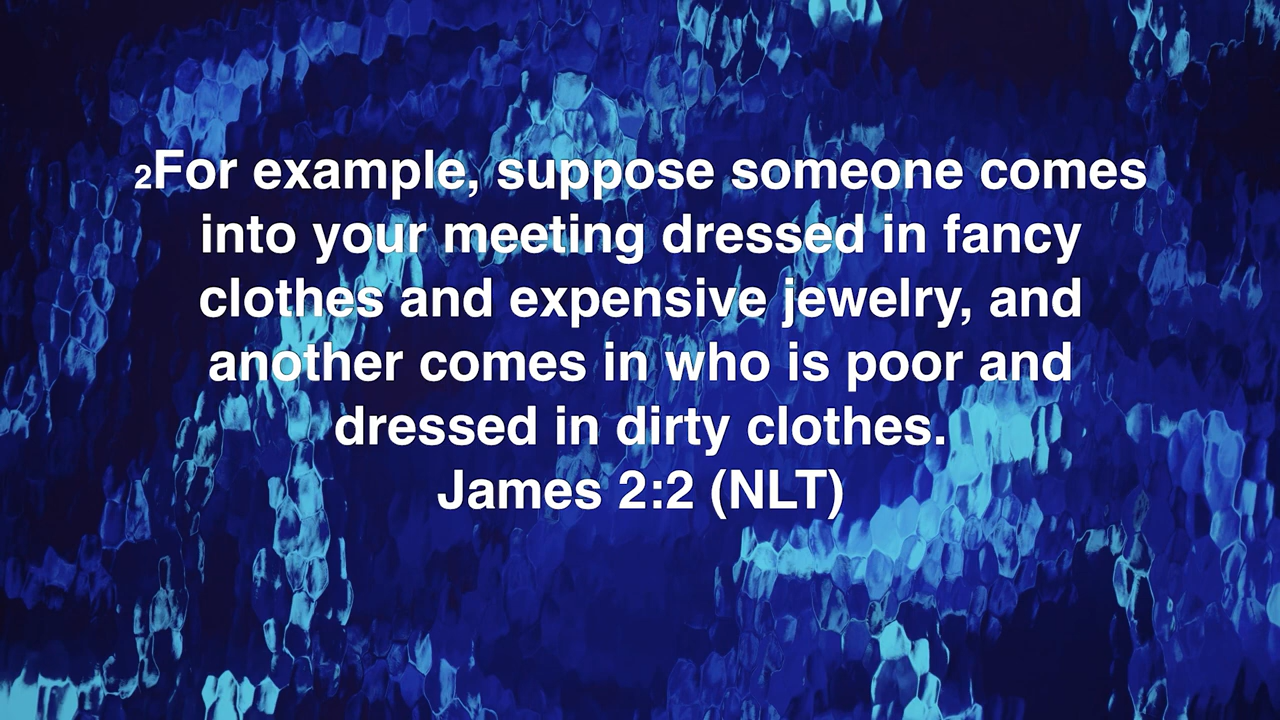 2For example, suppose someone comes
into your meeting dressed in fancy
clothes and expensive jewelry, and
another comes in who is poor and
dressed in dirty clothes.
James 2:2 (NLT)